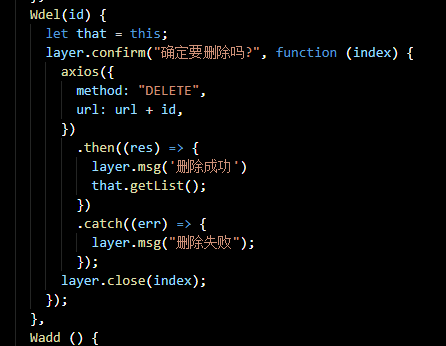 Wdel(id) {
let that = this;
layer.confirm("确定要删除吗?", function (index) {
axios({
method: "DELETE",
url: url + id,
})
.then((res) => {
layer.msg('删除成功')
that.getList();
})
.catch((err) => {
layer.msg("删除失败");
});
layer.close(index);
});
},
Wadd () {